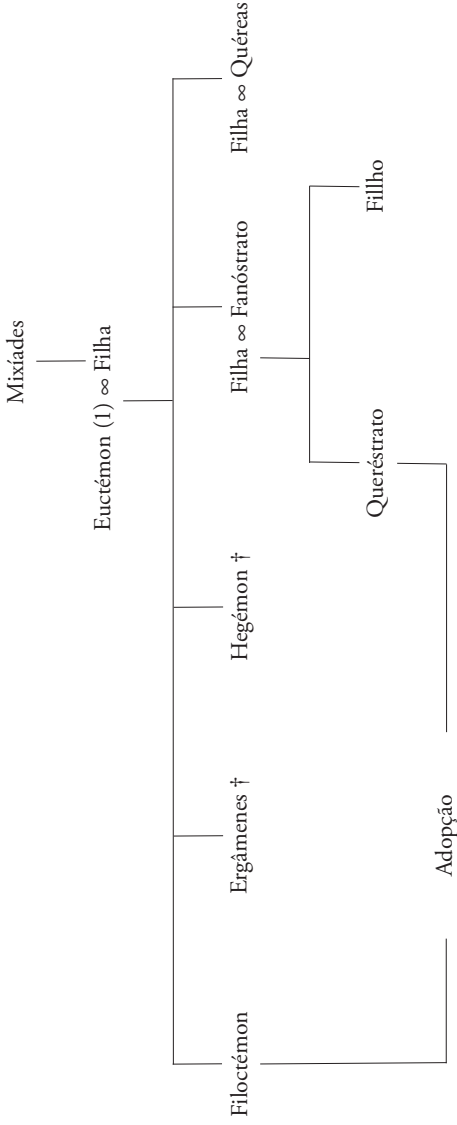 Mixíades
Euctémon (1) ∞ Filha
Filoctémon
Ergâmenes †
Hegémon †
Filha ∞ Fanóstrato
Filha ∞ Quéreas
Queréstrato
Fillho
Adopção